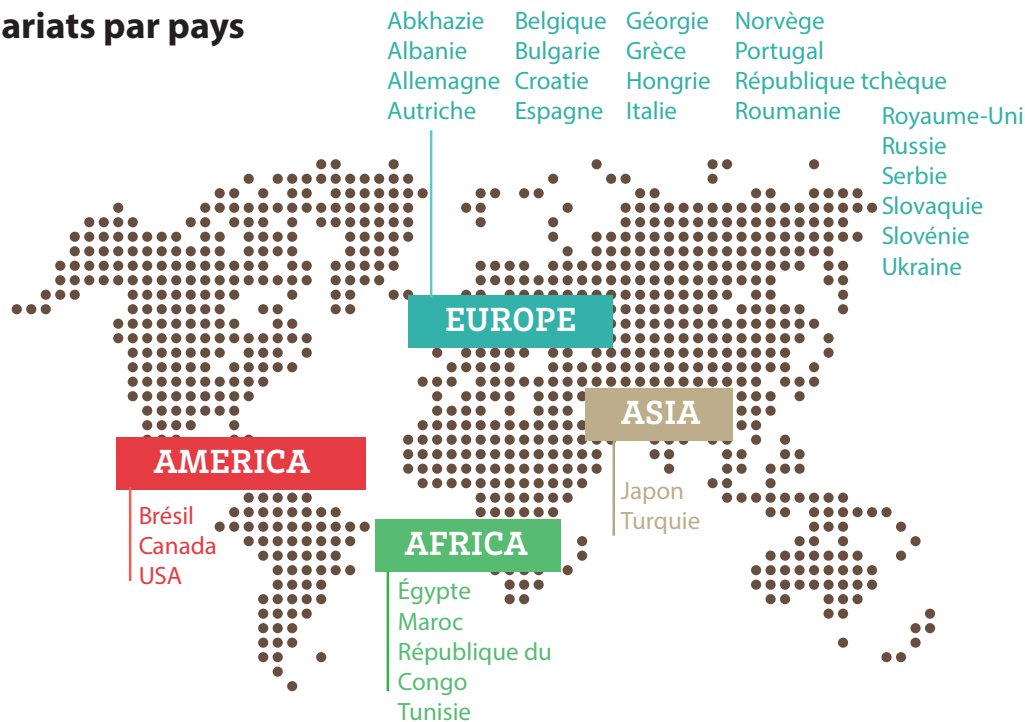 ariats par pays
Abkhazie Belgique Géorgie Norvège
Albanie Bulgarie Grèce Portugal
Allemagne Croatie Hongrie République tchèque
Autriche Espagne Italie Roumanie
Royaume-Uni
Russie
Serbie
Slovaquie
Slovénie
Ukraine
EUROPE
ASIA
Japon
Turquie
AMERICA
Brésil
Canada
USA
AFRICA
Égypte
Maroc
République du
Congo
Tunisie